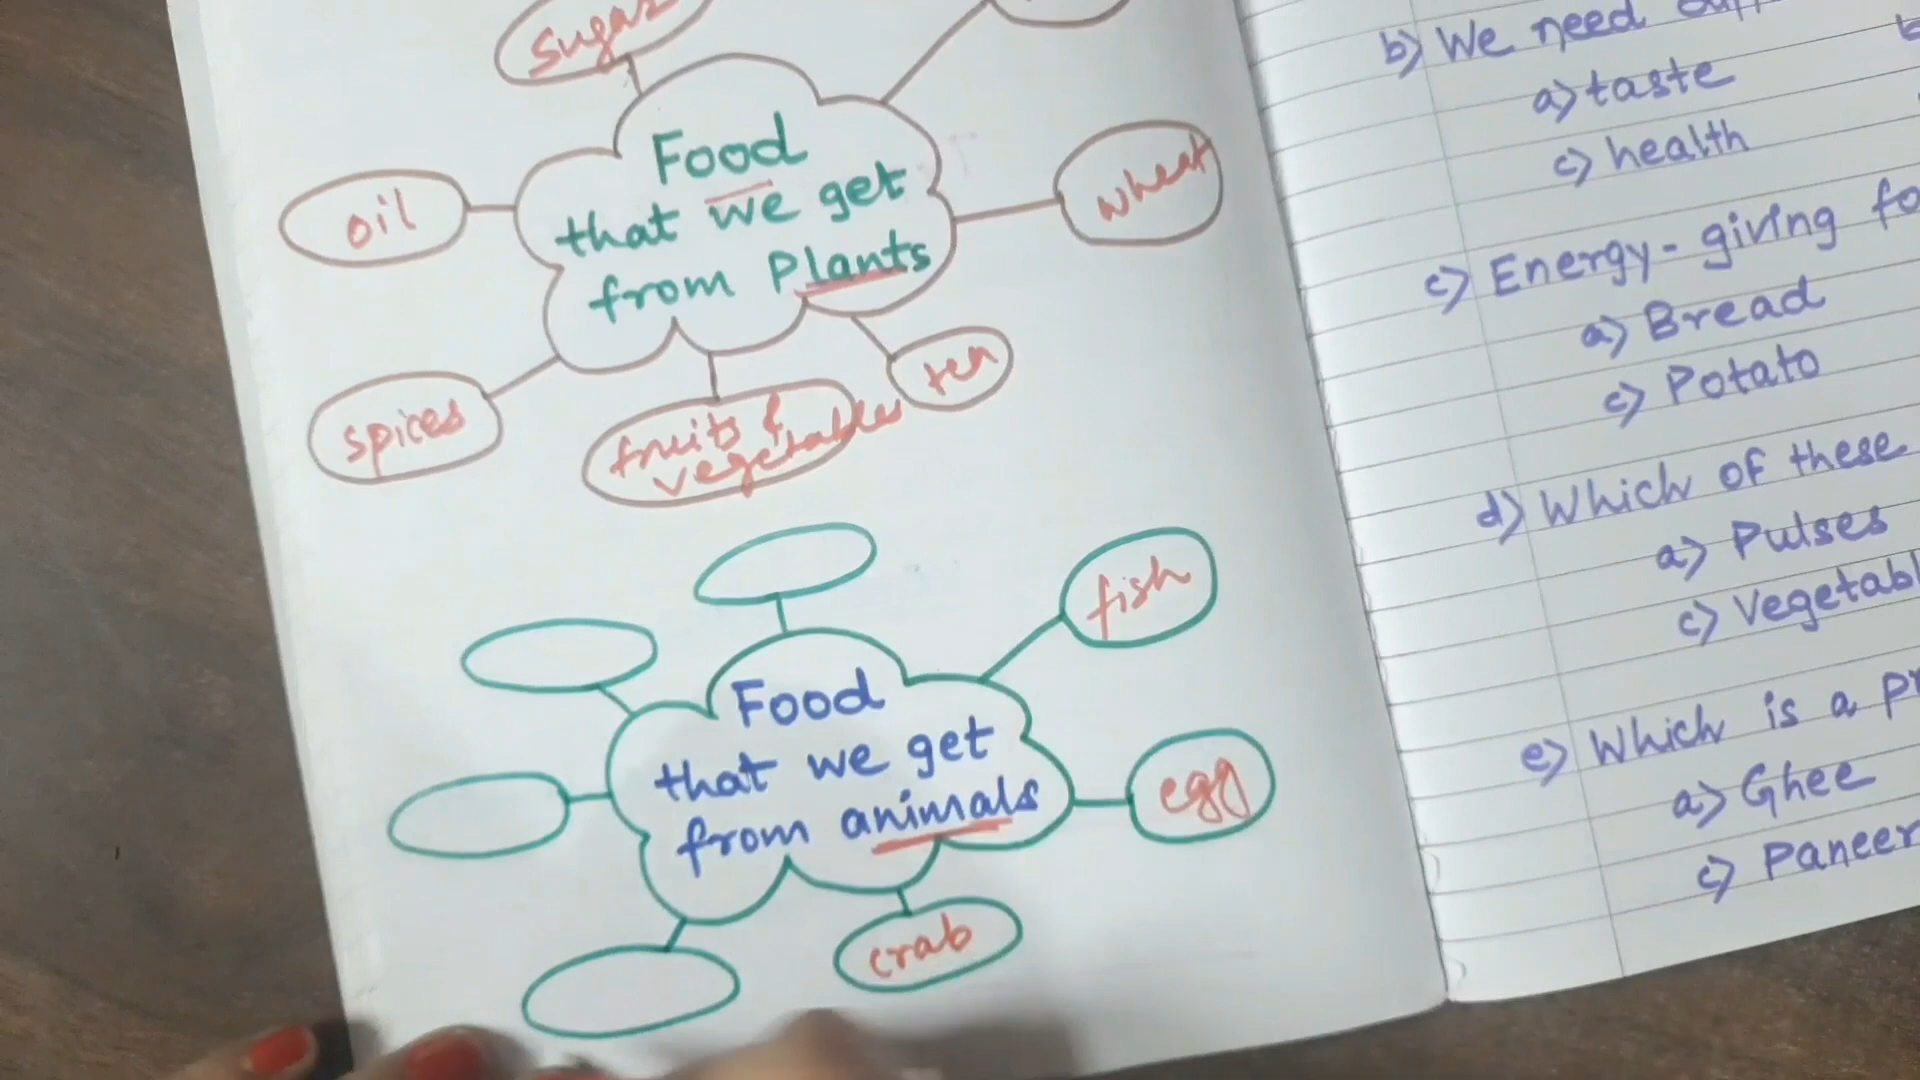 Sugar
Food
that we get
from Plants
oil
wheat
tea
spices
fruits &
vegetables
fish
Food
that we get
from animals
egg
crab
b) We need
a) taste
c) health
c) Energy-giving
a) Bread
c) Potato
d) Which of these
a) Pulses
c)
e) Which is a
a) Ghee
c) Paneer